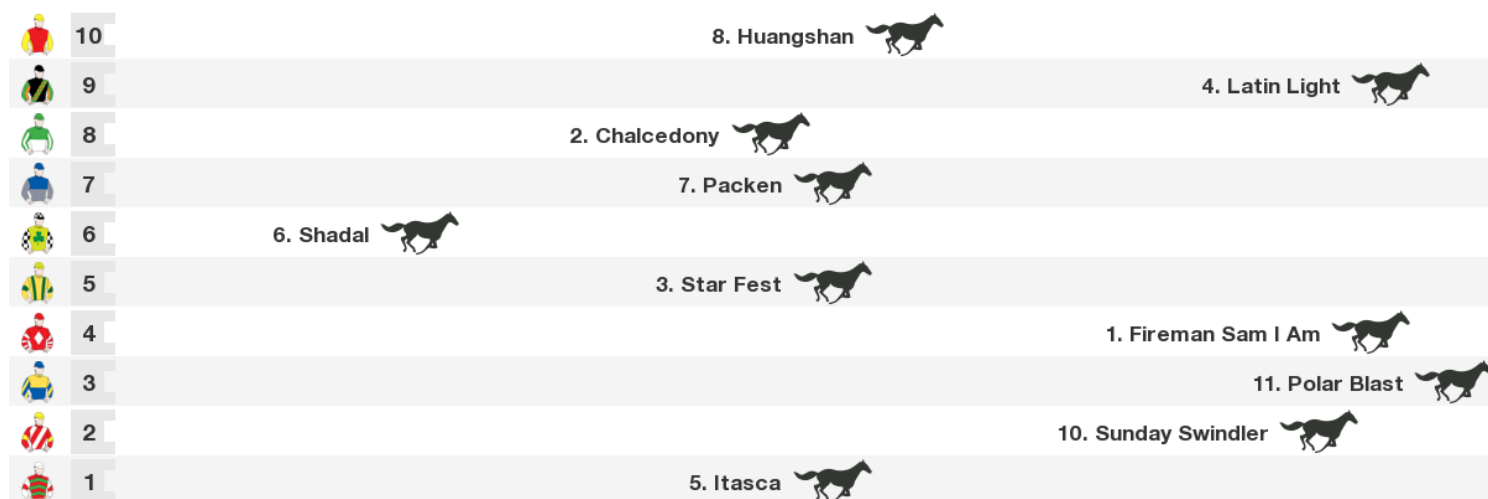 10 8. Huangshan
9 4. Latin Light
8 2. Chalcedony
7 7. Packen
6 6. Shadal
5 3. Star Fest
4 1. Fireman Sam I Am
3 11. Polar Blast
2 10. Sunday Swindler
1 5. Itasca